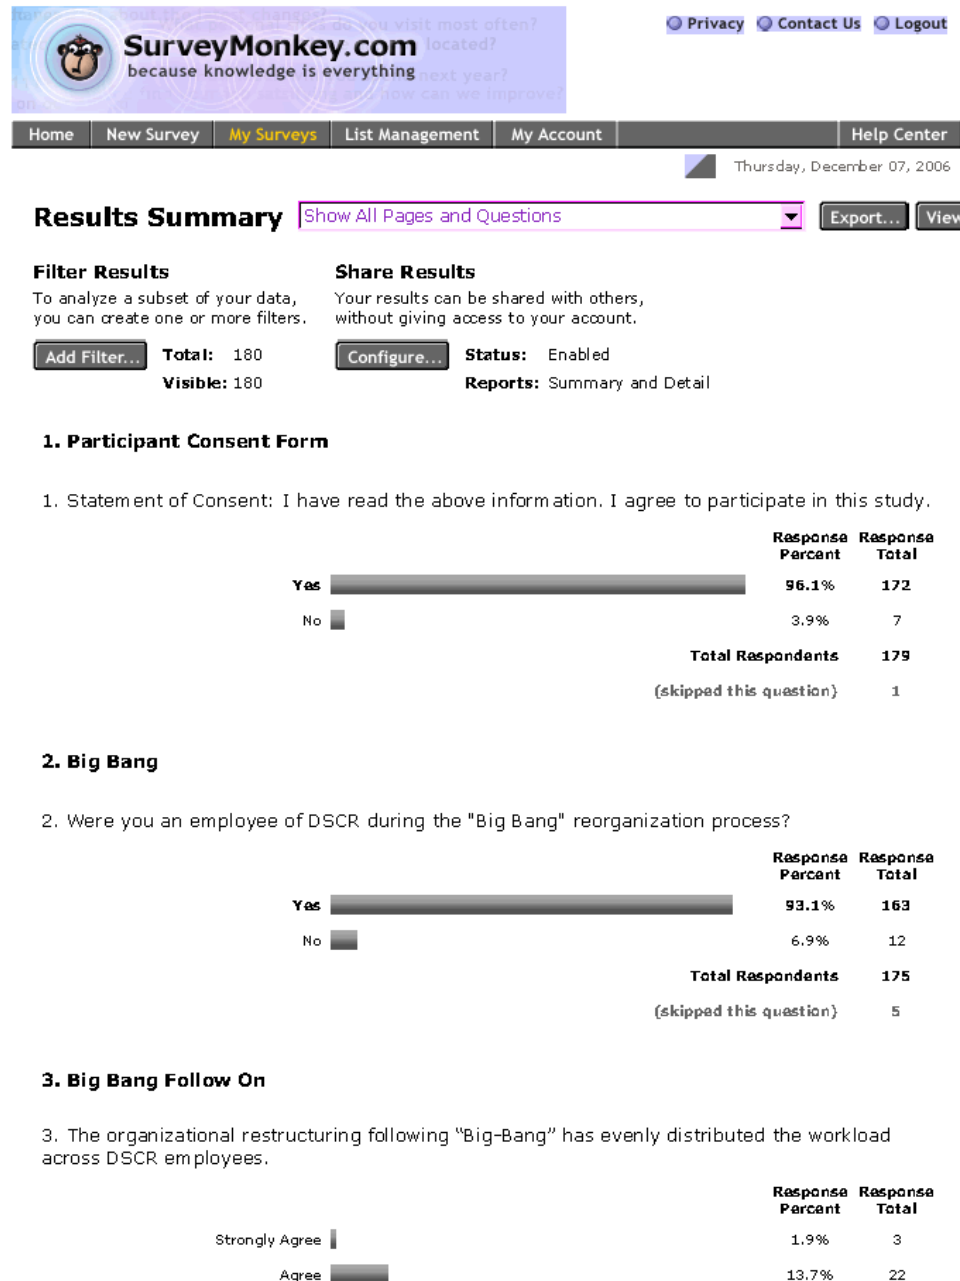 Privacy Contact Us Logout
SurveyMonkey.com
because knowledge is everything
Home New Survey My Surveys List Management My Account Help Center
Thursday, December 07, 2006
Results Summary Show All Pages and Questions Export... View
Filter Results Share Results
To analyze a subset of your data, Your results can be shared with others,
you can create one or more filters. without giving access to your account.
Add Filter... Total: 180 Configure... Status: Enabled
Visible: 180 Reports: Summary and Detail
1. Participant Consent Form
1. Statement of Consent: I have read the above information. I agree to participate in this study.
Response Response
Percent Total
Yes 96.1% 172
No 3.9% 7
Total Respondents 179
(skipped this question) 1
2. Big Bang
2. Were you an employee of DSCR during the "Big Bang" reorganization process?
Response Response
Percent Total
Yes 93.1% 163
No 6.9% 12
Total Respondents 175
(skipped this question) 5
3. Big Bang Follow On
3. The organizational restructuring following “Big-Bang” has evenly distributed the workload
across DSCR employees.
Response Response
Percent Total
Strongly Agree 1.9% 3
Agree 13.7% 22